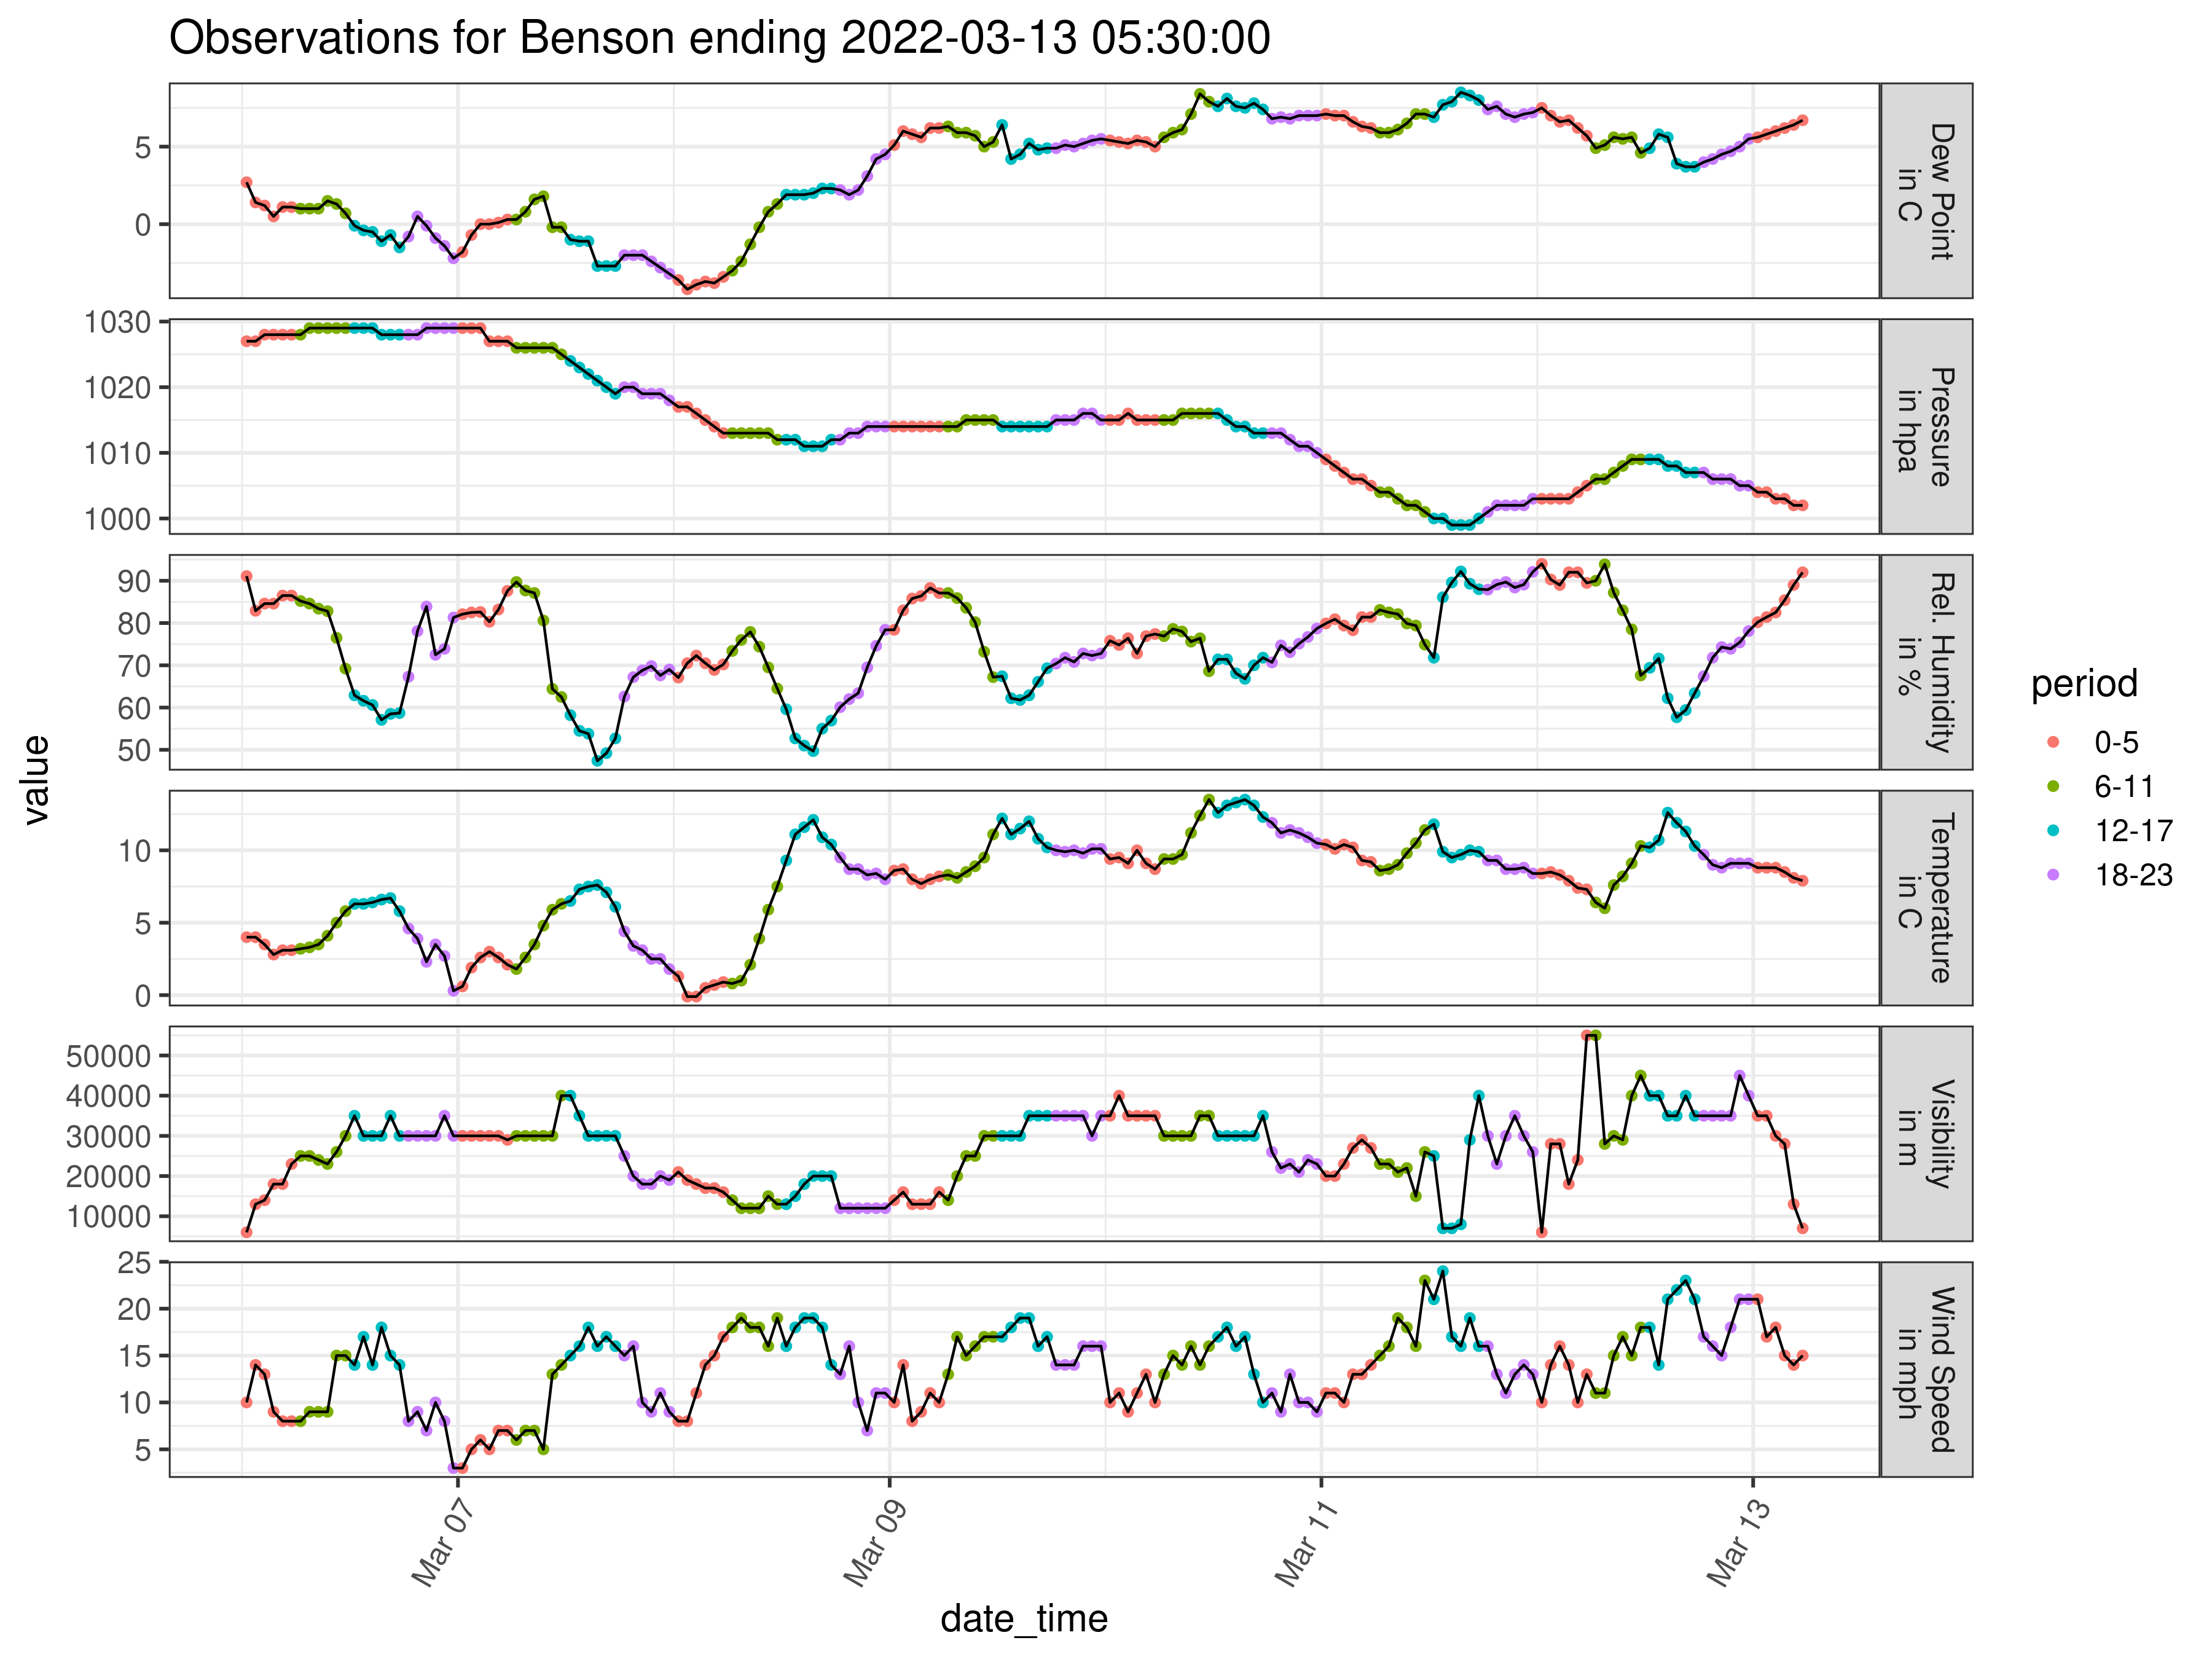 Observations for Benson ending 2022-03-13 05:30:00
value
5
0
Dew Point
in C
1030
1020
1010
1000
Pressure
in hpa
90
80
70
60
50
Rel. Humidity
in %
10
5
0
Temperature
in C
50000
40000
30000
20000
10000
Visibility
in m
25
20
15
10
5
Wind Speed
in mph
Mar 07
Mar 09
Mar 11
Mar 13
date_time
period
0-5
6-11
12-17
18-23